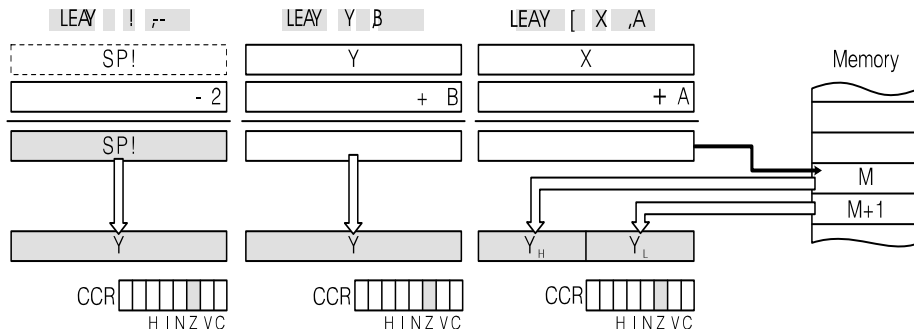 LEAY ! ,--
LEAY Y ,B
LEAY [ X ,A
SP!
Y
X
Memory
- 2
+ B
+ A
SP!
M
M+1
Y
Y
YH
YL
CCR
CCR
CCR
H I N Z V C
H I N Z V C
H I N Z V C